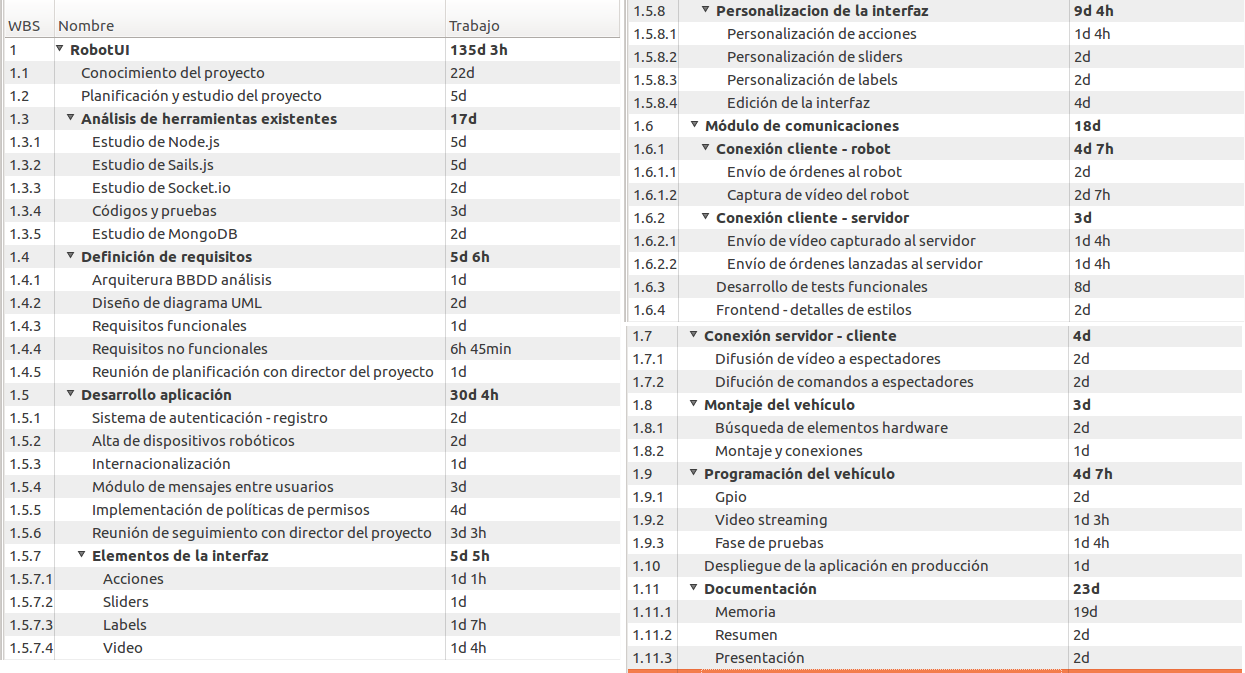 WBS Nombre Trabajo
1 RobotUI 135d 3h
1.1 Conocimiento del proyecto 22d
1.2 Planificación y estudio del proyecto 5d
1.3 Análisis de herramientas existentes 17d
1.3.1 Estudio de Node.js 5d
1.3.2 Estudio de Sails.js 5d
1.3.3 Estudio de Socket.io 2d
1.3.4 Códigos y pruebas 3d
1.3.5 Estudio de MongoDB 2d
1.4 Definición de requisitos 5d 6h
1.4.1 Arquiterura BBDD análisis 1d
1.4.2 Diseño de diagrama UML 2d
1.4.3 Requisitos funcionales 1d
1.4.4 Requisitos no funcionales 6h 45min
1.4.5 Reunión de planificación con director del proyecto 1d
1.5 Desarrollo aplicación 30d 4h
1.5.1 Sistema de autenticación - registro 2d
1.5.2 Alta de dispositivos robóticos 2d
1.5.3 Internacionalización 1d
1.5.4 Módulo de mensajes entre usuarios 3d
1.5.5 Implementación de políticas de permisos 4d
1.5.6 Reunión de seguimiento con director del proyecto 3d 3h
1.5.7 Elementos de la interfaz 5d 5h
1.5.7.1 Acciones 1d 1h
1.5.7.2 Sliders 1d
1.5.7.3 Labels 1d 7h
1.5.7.4 Video 1d 4h
1.5.8 Personalizacion de la interfaz 9d 4h
1.5.8.1 Personalización de acciones 1d 4h
1.5.8.2 Personalización de sliders 2d
1.5.8.3 Personalización de labels 2d
1.5.8.4 Edición de la interfaz 4d
1.6 Módulo de comunicaciones 18d
1.6.1 Conexión cliente - robot 4d 7h
1.6.1.1 Envío de órdenes al robot 2d
1.6.1.2 Captura de vídeo del robot 2d 7h
1.6.2 Conexión cliente - servidor 3d
1.6.2.1 Envío de vídeo capturado al servidor 1d 4h
1.6.2.2 Envío de órdenes lanzadas al servidor 1d 4h
1.6.3 Desarrollo de tests funcionales 8d
1.6.4 Frontend - detalles de estilos 2d
1.7 Conexión servidor - cliente 4d
1.7.1 Difusión de vídeo a espectadores 2d
1.7.2 Difución de comandos a espectadores 2d
1.8 Montaje del vehículo 3d
1.8.1 Búsqueda de elementos hardware 2d
1.8.2 Montaje y conexiones 1d
1.9 Programación del vehículo 4d 7h
1.9.1 Gpio 2d
1.9.2 Video streaming 1d 3h
1.9.3 Fase de pruebas 1d 4h
1.10 Despliegue de la aplicación en producción 1d
1.11 Documentación 23d
1.11.1 Memoria 19d
1.11.2 Resumen 2d
1.11.3 Presentación 2d